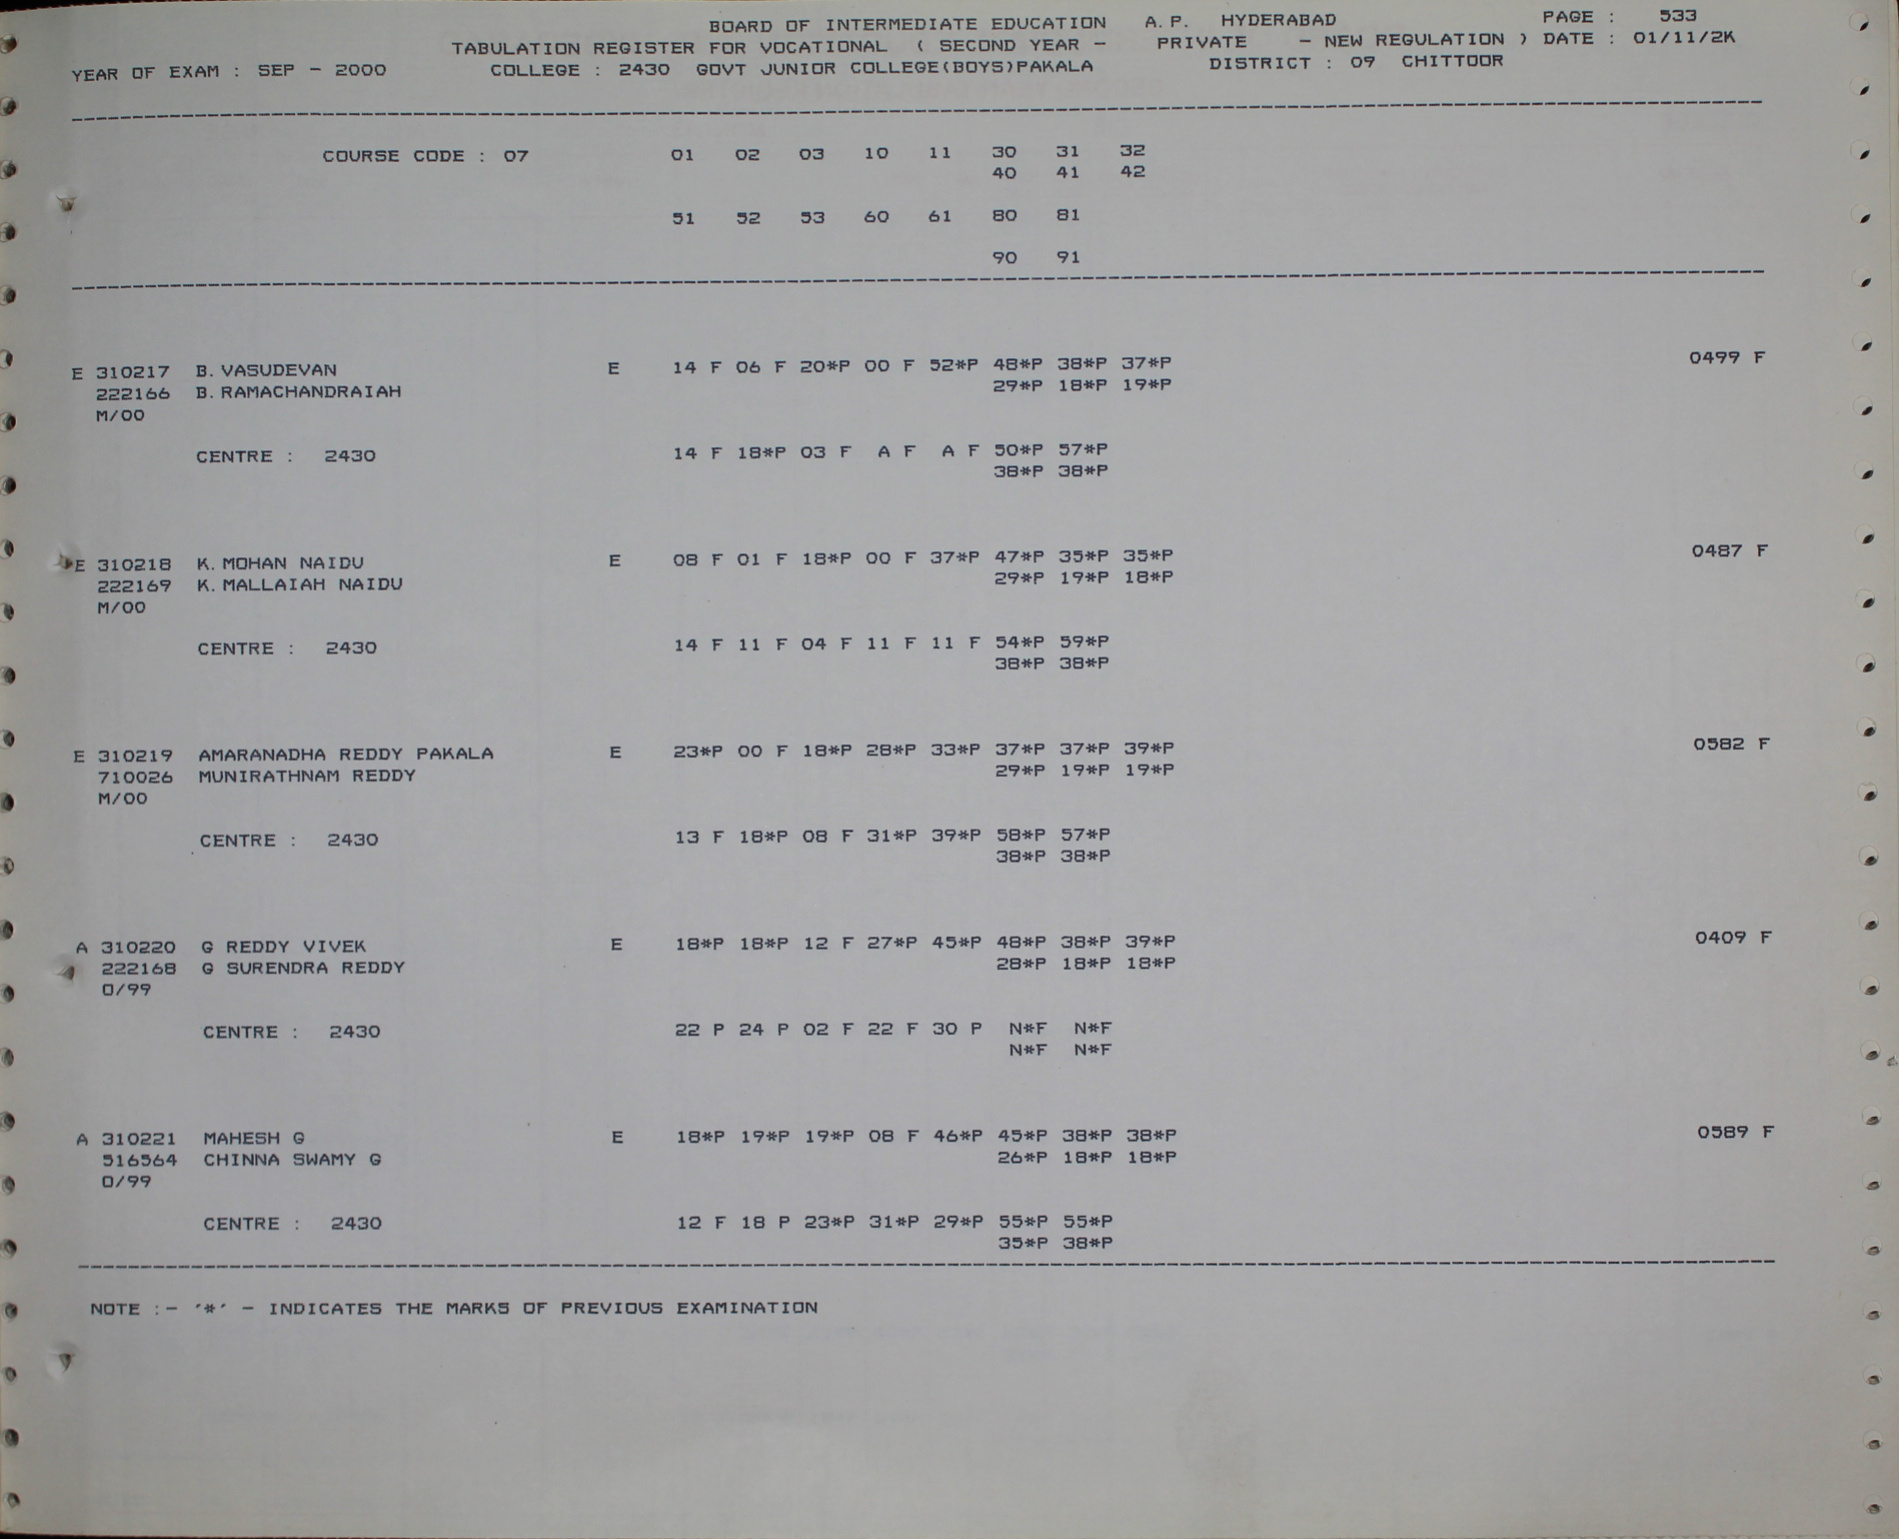 BOARD OF INTERMEDIATE EDUCATION A.P. HYDERABAD PAGE : 533
TABULATION REGISTER FOR VOCATIONAL ( SECOND YEAR - PRIVATE - NEW REGULATION ) DATE : 01/11/2K
YEAR OF EXAM : SEP - 2000 COLLEGE : 2430 GOVT JUNIOR COLLEGE(BOYS)PAKALA DISTRICT : 09 CHITTOOR
COURSE CODE : 07 01 02 03 10 11 30 31 32
40 41 42
51 52 53 60 61 80 81
90 91
E 310217 B.VASUDEVAN E 14 F 06 F 20*P 00 F 52*P 48*P 38*P 37*P 0499 F
222166 B.RAMACHANDRAIAH 29*P 18*P 19*P
M/00
CENTRE : 2430 14 F 18*P 03 F A F A F 50*P 57*P
38*P 38*P
E 310218 K.MOHAN NAIDU E 08 F 01 F 18*P 00 F 37*P 47*P 35*P 35*P 0487 F
222169 K.MALLAIAH NAIDU 29*P 19*P 18*P
M/00
CENTRE : 2430 14 F 11 F 04 F 11 F 11 F 54*P 59*P
38*P 38*P
E 310219 AMARANADHA REDDY PAKALA E 23*P 00 F 18*P 28*P 33*P 37*P 37*P 39*P 0582 F
710026 MUNIRATHNAM REDDY 29*P 19*P 19*P
M/00
CENTRE : 2430 13 F 18*P 08 F 31*P 39*P 58*P 57*P
38*P 38*P
A 310220 G REDDY VIVEK E 18*P 18*P 12 F 27*P 45*P 48*P 38*P 39*P 0409 F
222168 G SURENDRA REDDY 28*P 18*P 18*P
O/99
CENTRE : 2430 22 P 24 P 02 F 22 F 30 P N*F N*F
N*F N*F
A 310221 MAHESH G E 18*P 19*P 19*P 08 F 46*P 45*P 38*P 38*P 0589 F
516564 CHINNA SWAMY G 26*P 18*P 18*P
O/99
CENTRE : 2430 12 F 18 P 23*P 31*P 29*P 55*P 55*P
35*P 38*P
NOTE :- '*' - INDICATES THE MARKS OF PREVIOUS EXAMINATION